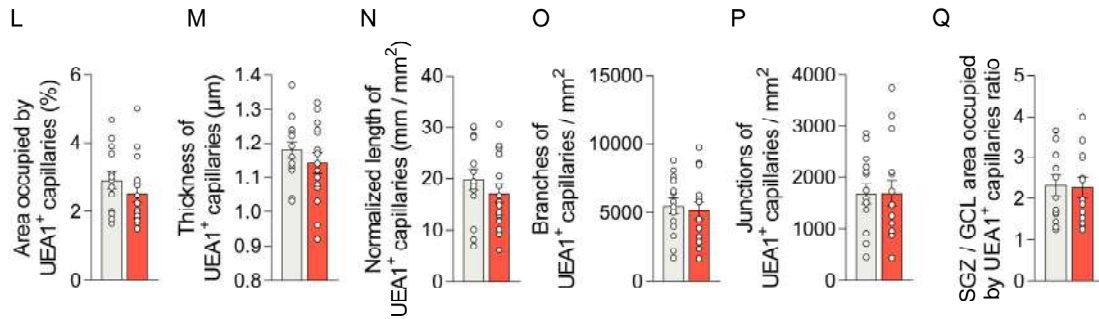 L
M
N
O
P
Q
Area occupied by
UEA1⁺ capillaries (%)
6
4
2
0
Thickness of
UEA1⁺ capillaries (µm)
1.4
1.3
1.2
1.1
1.0
0.9
0.8
Normalized length of
UEA1⁺ capillaries (mm / mm²)
40
30
20
10
0
Branches of
UEA1⁺ capillaries / mm²
15000
10000
5000
0
Junctions of
UEA1⁺ capillaries / mm²
4000
3000
2000
1000
0
SGZ / GCL area occupied
by UEA1⁺ capillaries ratio
5
4
3
2
1
0